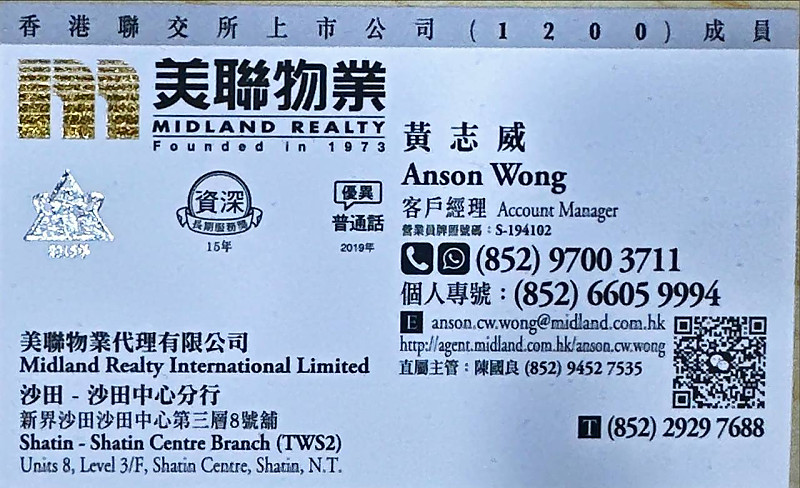 香港聯交所上市公司(1200)成員
美聯物業
MIDLAND REALTY
Founded in 1973
資深
長期服務獎
15年
優異
普通話
2019年
黃志威
Anson Wong
客戶經理 Account Manager
營業員牌照號碼：S-194102
(852) 9700 3711
個人專號：(852) 6605 9994
E anson.cw.wong@midland.com.hk
http://agent.midland.com.hk/anson.cw.wong
直屬主管：陳國良 (852) 9452 7535
T (852) 2929 7688
美聯物業代理有限公司
Midland Realty International Limited
沙田 - 沙田中心分行
新界沙田沙田中心第三層8號舖
Shatin - Shatin Centre Branch (TWS2)
Units 8, Level 3/F, Shatin Centre, Shatin, N.T.